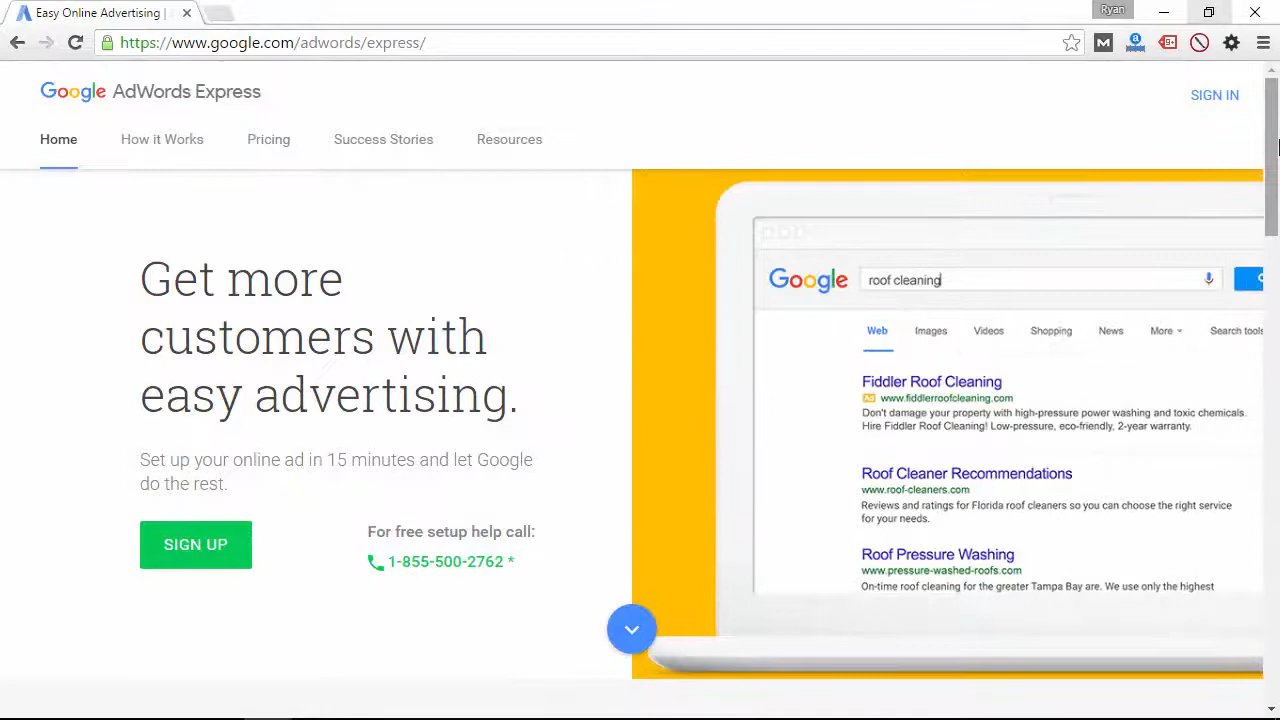 Easy Online Advertising |
Ryan
https://www.google.com/adwords/express/
M
a
9+
Google AdWords Express
SIGN IN
Home
How it Works
Pricing
Success Stories
Resources
Get more
customers with
easy advertising.
Set up your online ad in 15 minutes and let Google
do the rest.
SIGN UP
For free setup help call:
1-855-500-2762 *
Google
roof cleaning
Web
Images
Videos
Shopping
News
More
Search tools
Fiddler Roof Cleaning
Ad www.fiddlerroofcleaning.com
Don't damage your property with high-pressure power washing and toxic chemicals.
Hire Fiddler Roof Cleaning! Low-pressure, eco-friendly, 2-year warranty.
Roof Cleaner Recommendations
www.roof-cleaners.com
Reviews and ratings for Florida roof cleaners so you can choose the right service
for your needs.
Roof Pressure Washing
www.pressure-washed-roofs.com
On-time roof cleaning for the greater Tampa Bay are. We use only the highest